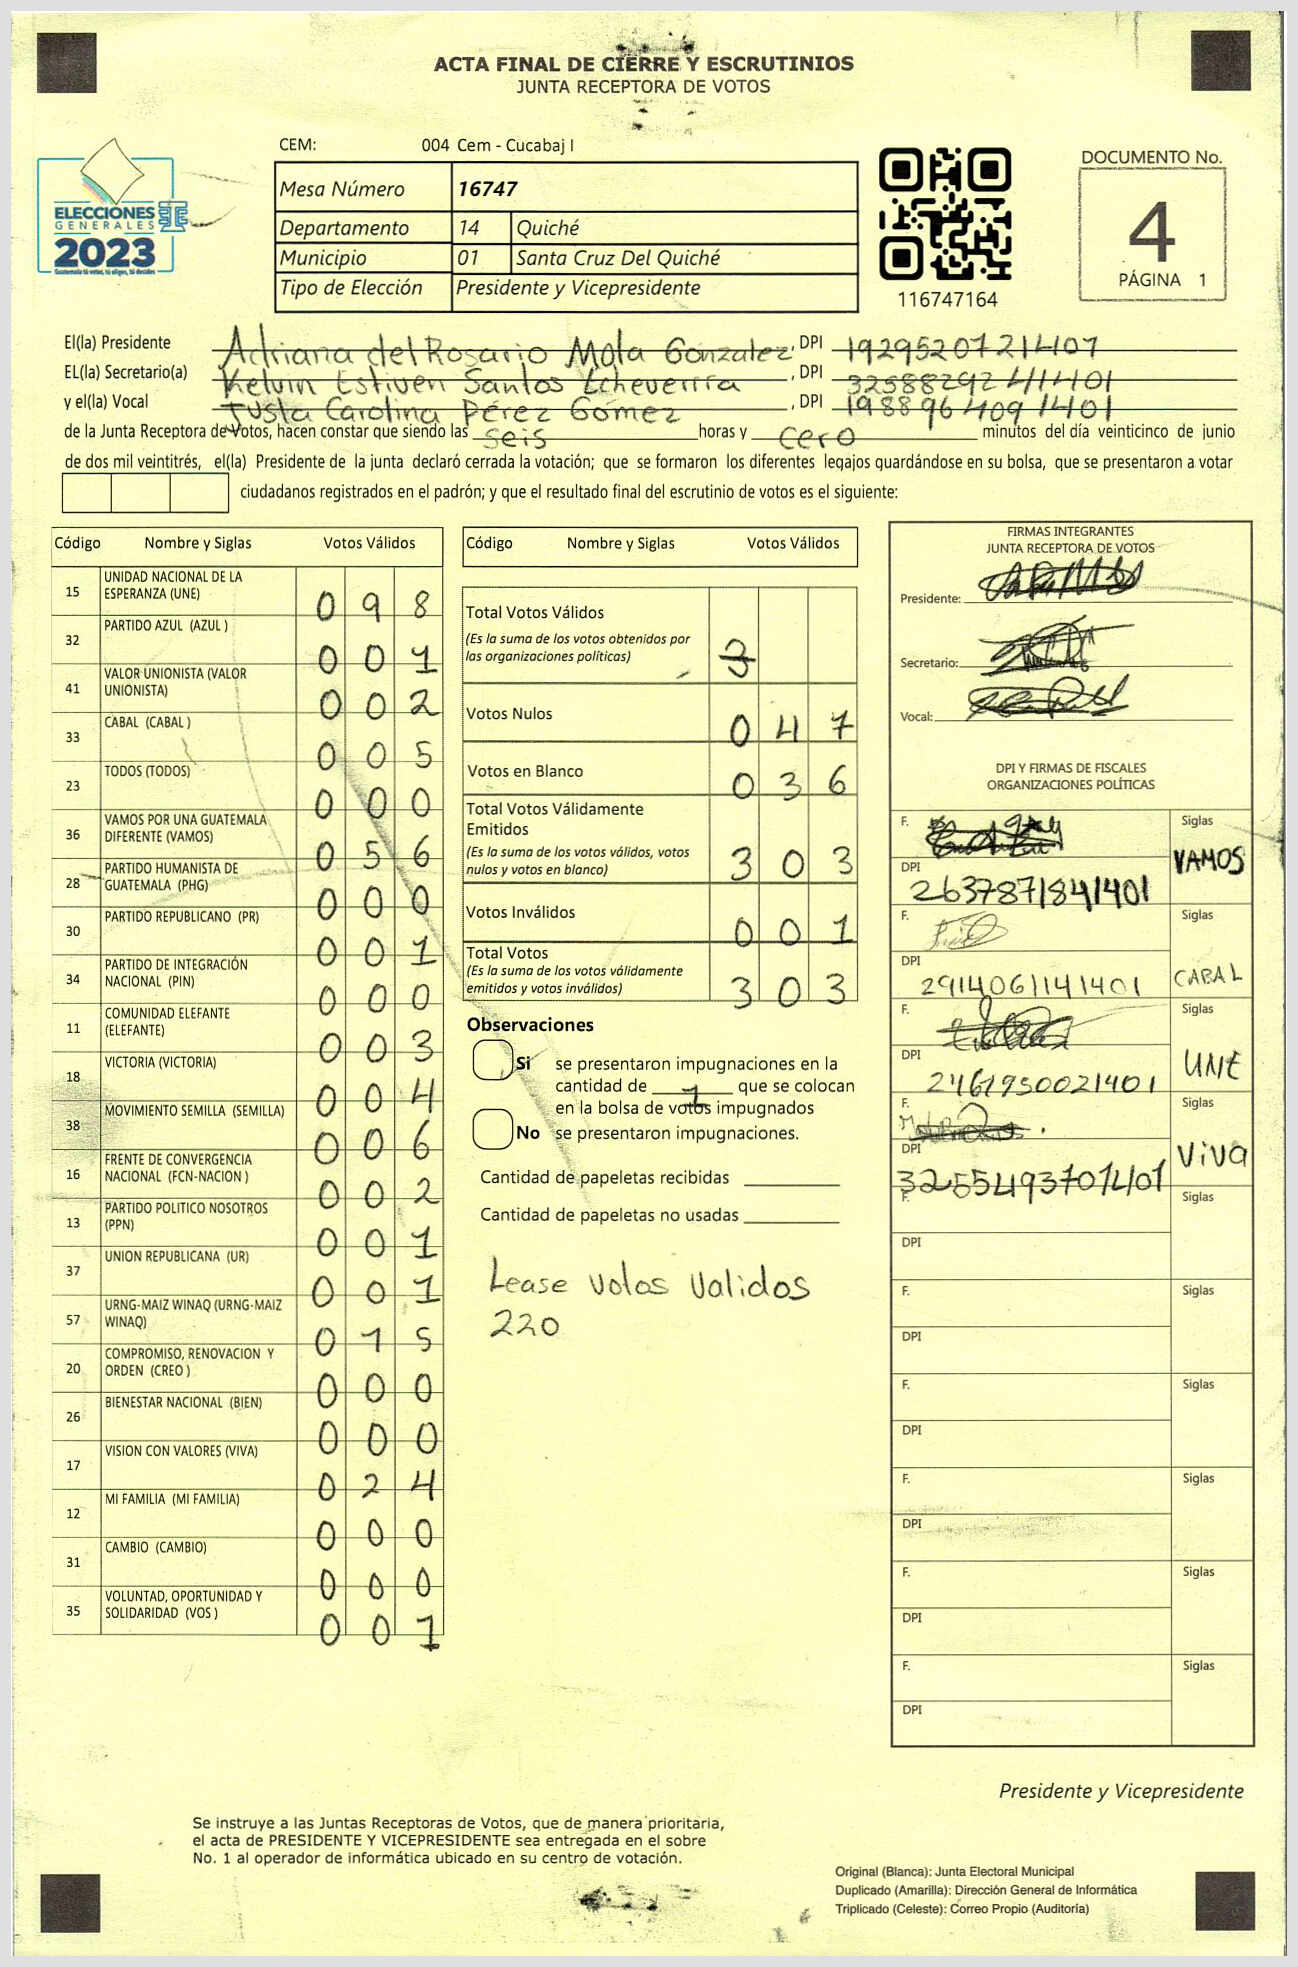 ACTA FINAL DE CIERRE Y ESCRUTINIOS
JUNTA RECEPTORA DE VOTOS
CEM: 004 Cem - Cucabaj I
ELECCIONES
GENERALES
2023
Guatemala tú votas, tú eliges, tú decides
Mesa Número 16747
Departamento 14 Quiché
Municipio 01 Santa Cruz Del Quiché
Tipo de Elección Presidente y Vicepresidente
116747164
DOCUMENTO No.
4
PÁGINA 1
El(la) Presidente Adriana del Rosario Mota Gonzalez, DPI 1929520721407
EL(la) Secretario(a) Kelvin Estiven Santos Echeverrra, DPI 3258829241401
y el(la) Vocal Justa Carolina Pérez Gómez, DPI 1988964091401
de la Junta Receptora de Votos, hacen constar que siendo las seis horas y cero minutos del día veinticinco de junio
de dos mil veintitrés, el(la) Presidente de la junta declaró cerrada la votación; que se formaron los diferentes legajos guardándose en su bolsa, que se presentaron a votar
ciudadanos registrados en el padrón; y que el resultado final del escrutinio de votos es el siguiente:
Código Nombre y Siglas Votos Válidos
15 UNIDAD NACIONAL DE LA ESPERANZA (UNE) 0 9 8
32 PARTIDO AZUL (AZUL ) 0 0 1
41 VALOR UNIONISTA (VALOR UNIONISTA) 0 0 2
33 CABAL (CABAL ) 0 0 5
23 TODOS (TODOS) 0 0 0
36 VAMOS POR UNA GUATEMALA DIFERENTE (VAMOS) 0 5 6
28 PARTIDO HUMANISTA DE GUATEMALA (PHG) 0 0 0
30 PARTIDO REPUBLICANO (PR) 0 0 1
34 PARTIDO DE INTEGRACIÓN NACIONAL (PIN) 0 0 0
11 COMUNIDAD ELEFANTE (ELEFANTE) 0 0 3
18 VICTORIA (VICTORIA) 0 0 4
38 MOVIMIENTO SEMILLA (SEMILLA) 0 0 6
16 FRENTE DE CONVERGENCIA NACIONAL (FCN-NACION ) 0 0 2
13 PARTIDO POLITICO NOSOTROS (PPN) 0 0 1
37 UNION REPUBLICANA (UR) 0 0 1
57 URNG-MAIZ WINAQ (URNG-MAIZ WINAQ) 0 1 5
20 COMPROMISO, RENOVACION Y ORDEN (CREO ) 0 0 0
26 BIENESTAR NACIONAL (BIEN) 0 0 0
17 VISION CON VALORES (VIVA) 0 2 4
12 MI FAMILIA (MI FAMILIA) 0 0 0
31 CAMBIO (CAMBIO) 0 0 0
35 VOLUNTAD, OPORTUNIDAD Y SOLIDARIDAD (VOS ) 0 0 1
Código Nombre y Siglas Votos Válidos
Total Votos Válidos 3
(Es la suma de los votos obtenidos por
las organizaciones políticas)
Votos Nulos 0 4 7
Votos en Blanco 0 3 6
Total Votos Válidamente
Emitidos
(Es la suma de los votos válidos, votos
nulos y votos en blanco) 3 0 3
Votos Inválidos 0 0 1
Total Votos
(Es la suma de los votos válidamente
emitidos y votos inválidos) 3 0 3
Observaciones
Si se presentaron impugnaciones en la
cantidad de 1 que se colocan
en la bolsa de votos impugnados
No se presentaron impugnaciones.
Cantidad de papeletas recibidas
Cantidad de papeletas no usadas
Lease volos validos
220
FIRMAS INTEGRANTES
JUNTA RECEPTORA DE VOTOS
Presidente:
Secretario:
Vocal:
DPI Y FIRMAS DE FISCALES
ORGANIZACIONES POLÍTICAS
F. Siglas VAMOS
DPI 2637871841401
F. Siglas CABAL
DPI 2914061141401
F. Siglas UNE
DPI 2461950021401
F. Siglas Viva
DPI 3255493701401
F. Siglas
DPI
F. Siglas
DPI
F. Siglas
DPI
F. Siglas
DPI
F. Siglas
DPI
F. Siglas
DPI
Presidente y Vicepresidente
Se instruye a las Juntas Receptoras de Votos, que de manera prioritaria,
el acta de PRESIDENTE Y VICEPRESIDENTE sea entregada en el sobre
No. 1 al operador de informática ubicado en su centro de votación.
Original (Blanca): Junta Electoral Municipal
Duplicado (Amarilla): Dirección General de Informática
Triplicado (Celeste): Correo Propio (Auditoría)